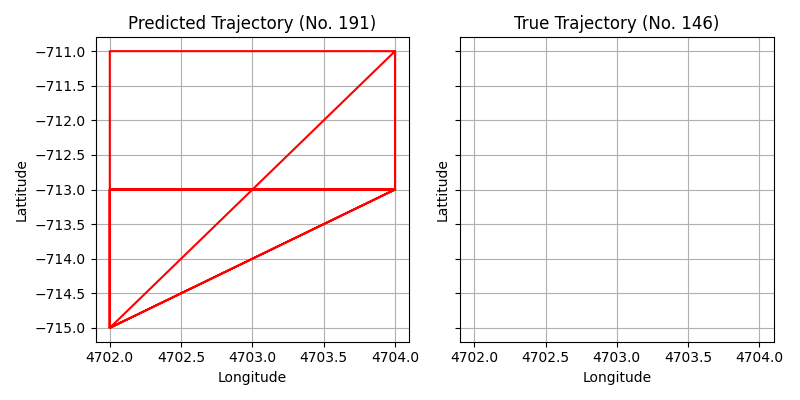 Predicted Trajectory (No. 191)
True Trajectory (No. 146)
−711.0
−711.5
−712.0
−712.5
−713.0
−713.5
−714.0
−714.5
−715.0
Lattitude
Lattitude
4702.0 4702.5 4703.0 4703.5 4704.0
4702.0 4702.5 4703.0 4703.5 4704.0
Longitude
Longitude